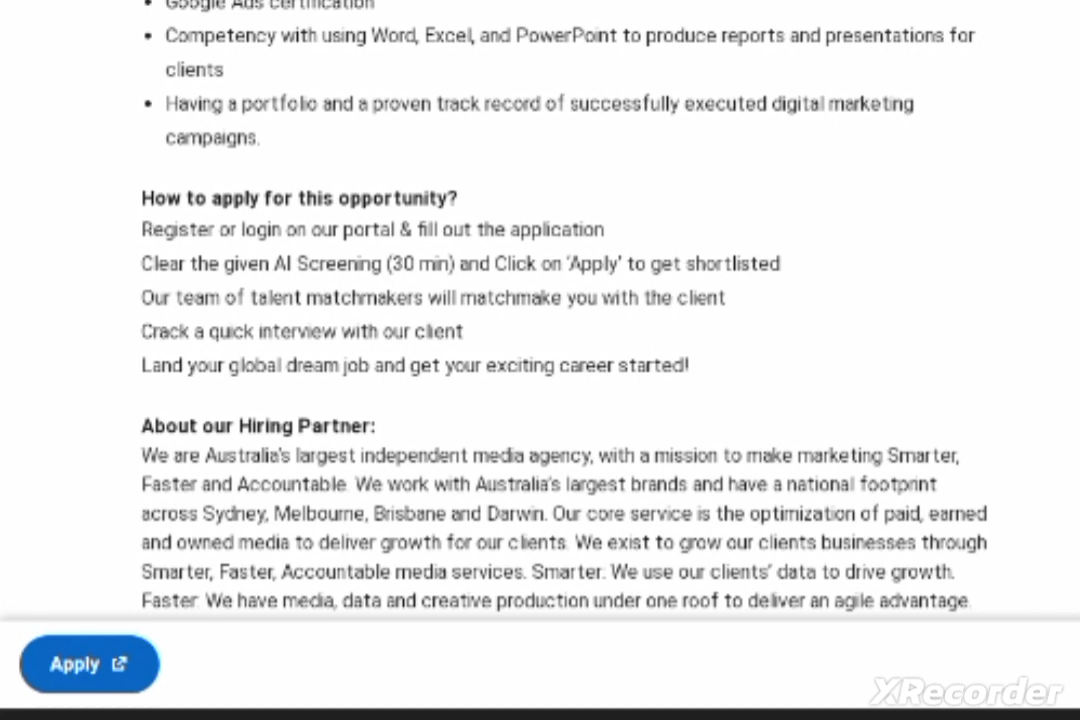 Google Ads certification
Competency with using Word, Excel, and PowerPoint to produce reports and presentations for
clients
Having a portfolio and a proven track record of successfully executed digital marketing
campaigns.
How to apply for this opportunity?
Register or login on our portal & fill out the application
Clear the given AI Screening (30 min) and Click on 'Apply' to get shortlisted
Our team of talent matchmakers will matchmake you with the client
Crack a quick interview with our client
Land your global dream job and get your exciting career started!
About our Hiring Partner:
We are Australia's largest independent media agency, with a mission to make marketing Smarter,
Faster and Accountable. We work with Australia's largest brands and have a national footprint
across Sydney, Melbourne, Brisbane and Darwin. Our core service is the optimization of paid, earned
and owned media to deliver growth for our clients. We exist to grow our clients businesses through
Smarter, Faster, Accountable media services. Smarter: We use our clients' data to drive growth.
Faster: We have media, data and creative production under one roof to deliver an agile advantage.
Apply
XRecorder